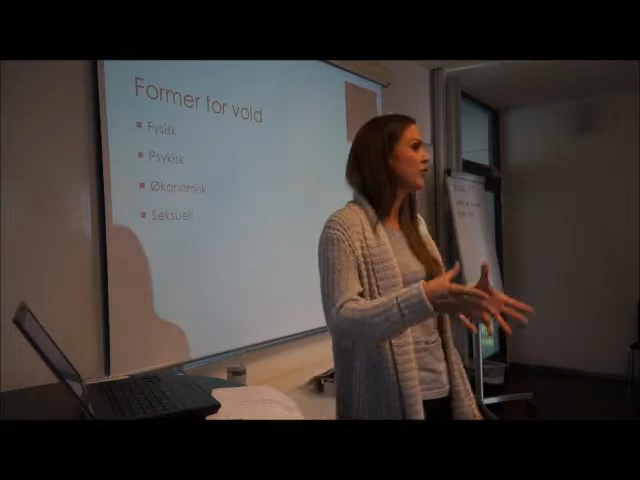 Former for vold
Fysisk
Psykisk
Økonomisk
Seksuell